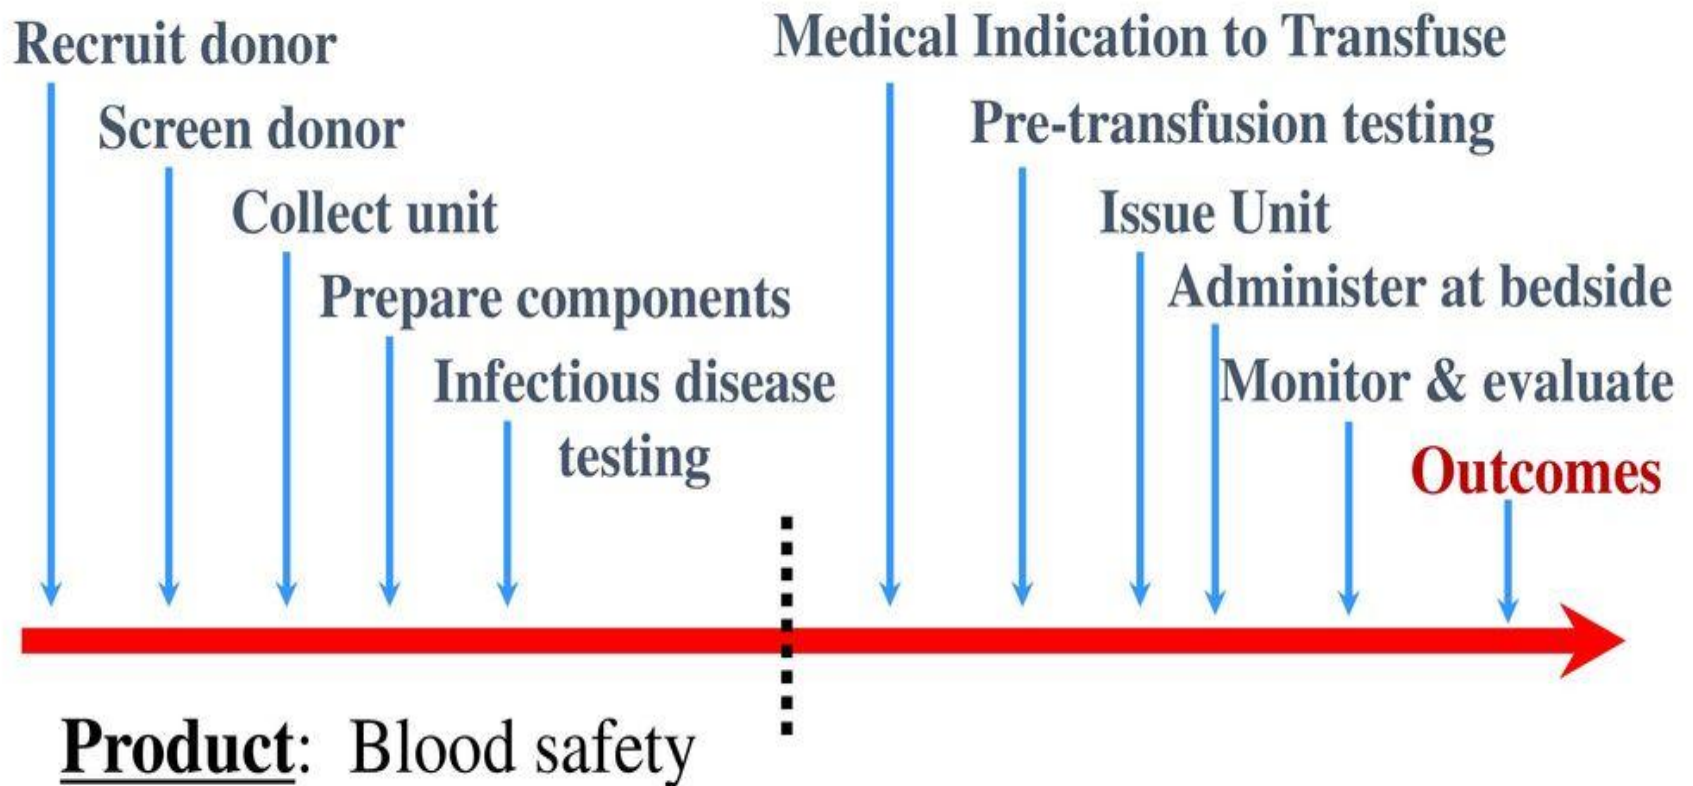 Recruit donor
Screen donor
Collect unit
Prepare components
Infectious disease
testing
Medical Indication to Transfuse
Pre-transfusion testing
Issue Unit
Administer at bedside
Monitor & evaluate
Outcomes
Product: Blood safety